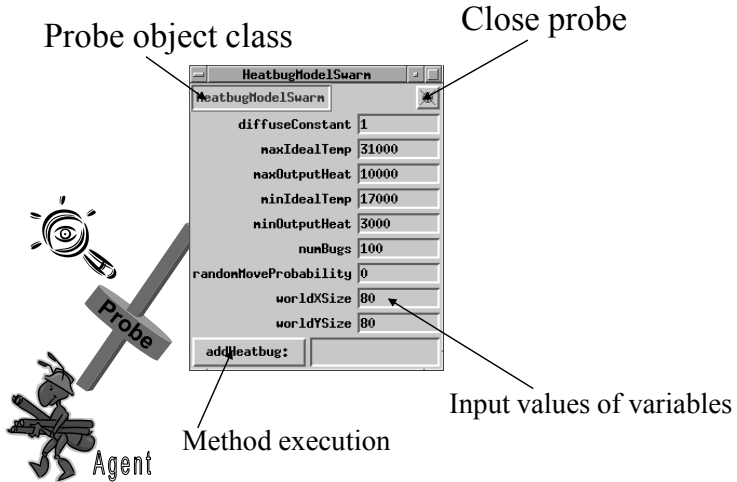 Close probe
Probe object class
HeatbugModelSwarm
HeatbugModelSwarm
diffuseConstant 1
maxIdealTemp 31000
maxOutputHeat 10000
minIdealTemp 17000
minOutputHeat 3000
numBugs 100
randomMoveProbability 0
worldXSize 80
worldYSize 80
addHeatbug:
Probe
Input values of variables
Method execution
Agent